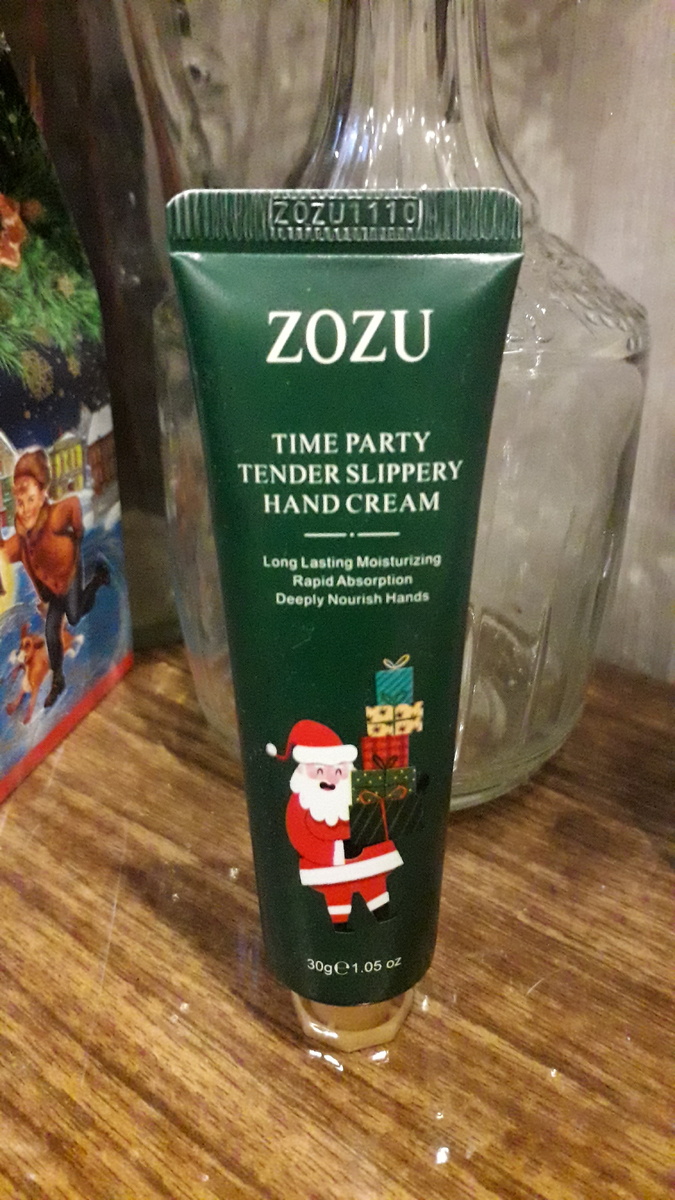 ZOZU1110
ZOZU
TIME PARTY
TENDER SLIPPERY
HAND CREAM
Long Lasting Moisturizing
Rapid Absorption
Deeply Nourish Hands
30g℮1.05 oz